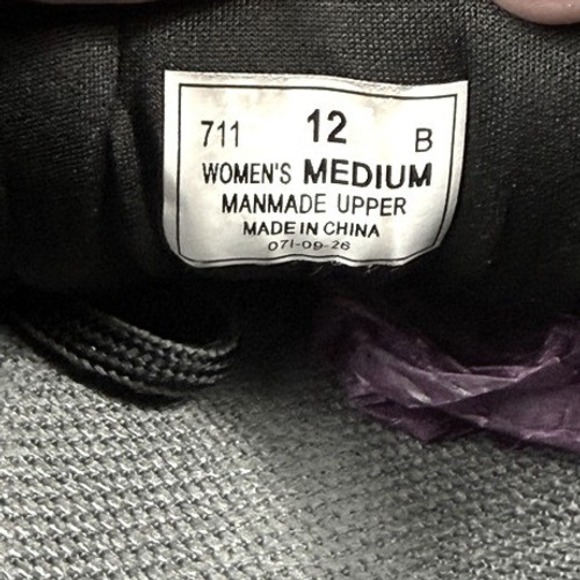 711 12 B
WOMEN'S MEDIUM
MANMADE UPPER
MADE IN CHINA
071-09-26